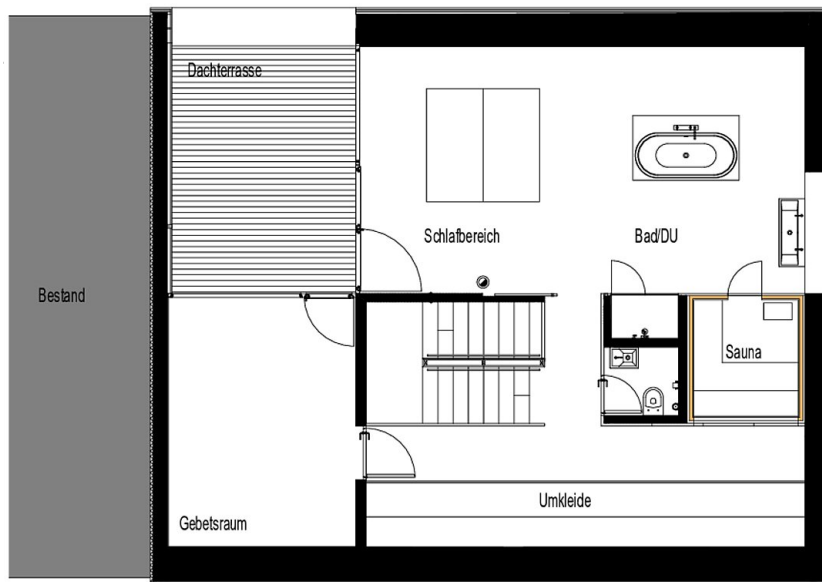 Dachterrasse
Schlafbereich
Bad/DU
Bestand
Sauna
Umkleide
Gebetsraum